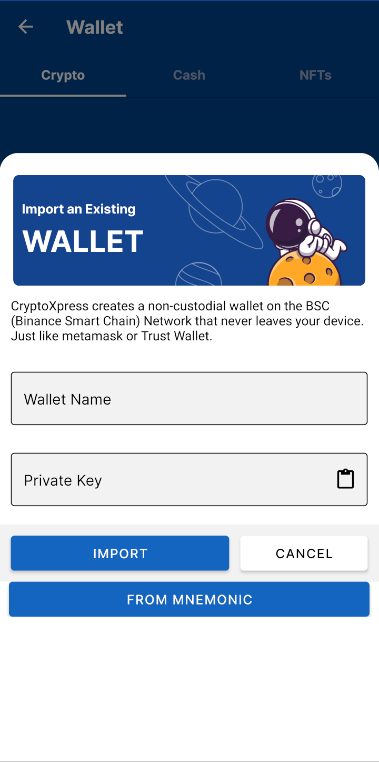 Wallet
Crypto Cash NFTs
Import an Existing
WALLET
CryptoXpress creates a non-custodial wallet on the BSC
(Binance Smart Chain) Network that never leaves your device.
Just like metamask or Trust Wallet.
Wallet Name
Private Key
IMPORT CANCEL
FROM MNEMONIC